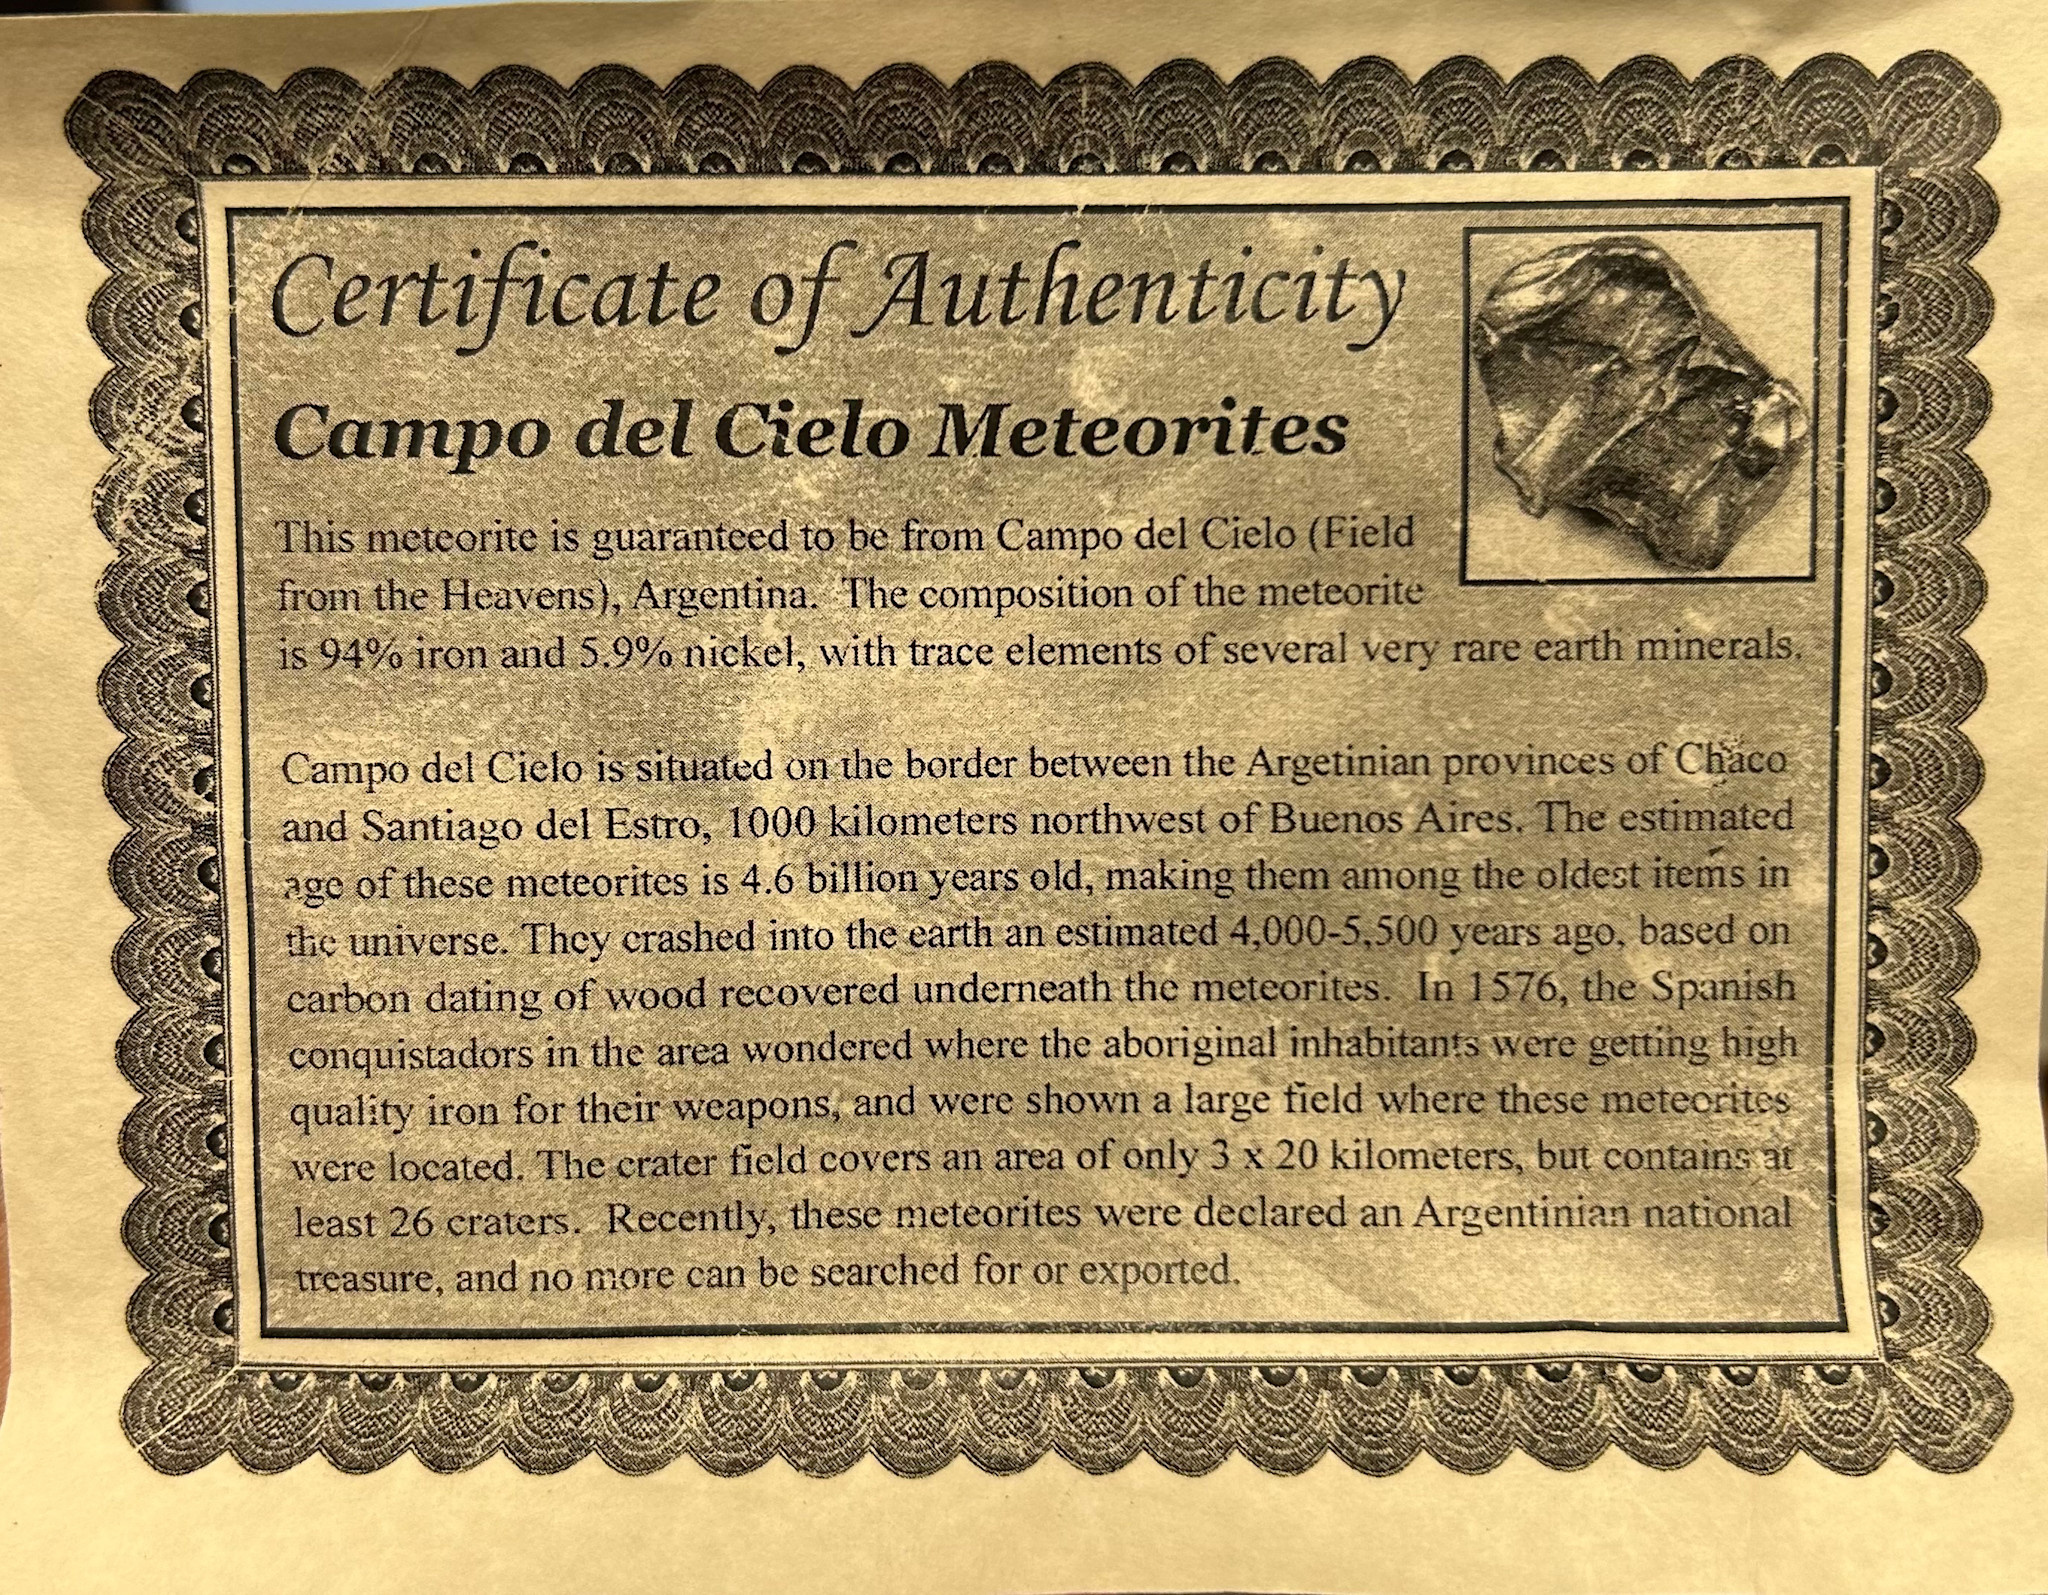 Certificate of Authenticity
Campo del Cielo Meteorites
This meteorite is guaranteed to be from Campo del Cielo (Field
from the Heavens), Argentina. The composition of the meteorite
is 94% iron and 5.9% nickel, with trace elements of several very rare earth minerals.
Campo del Cielo is situated on the border between the Argetinian provinces of Chaco
and Santiago del Estro, 1000 kilometers northwest of Buenos Aires. The estimated
age of these meteorites is 4.6 billion years old, making them among the oldest items in
the universe. They crashed into the earth an estimated 4,000-5,500 years ago, based on
carbon dating of wood recovered underneath the meteorites. In 1576, the Spanish
conquistadors in the area wondered where the aboriginal inhabitants were getting high
quality iron for their weapons, and were shown a large field where these meteorites
were located. The crater field covers an area of only 3 x 20 kilometers, but contains at
least 26 craters. Recently, these meteorites were declared an Argentinian national
treasure, and no more can be searched for or exported.